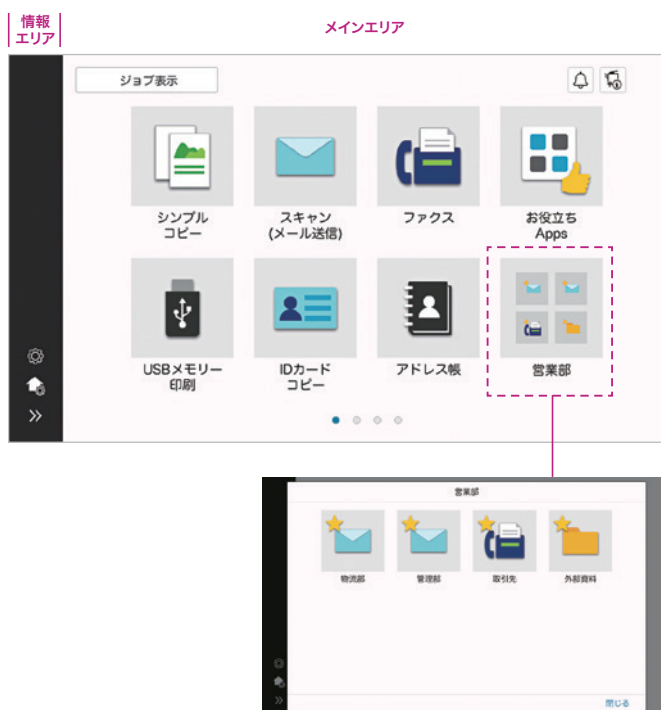 情報
エリア
メインエリア
ジョブ表示
シンプル
コピー
スキャン
(メール送信)
ファクス
お役立ち
Apps
USBメモリー
印刷
IDカード
コピー
アドレス帳
営業部
営業部
物流部
管理部
取引先
外部資料
閉じる